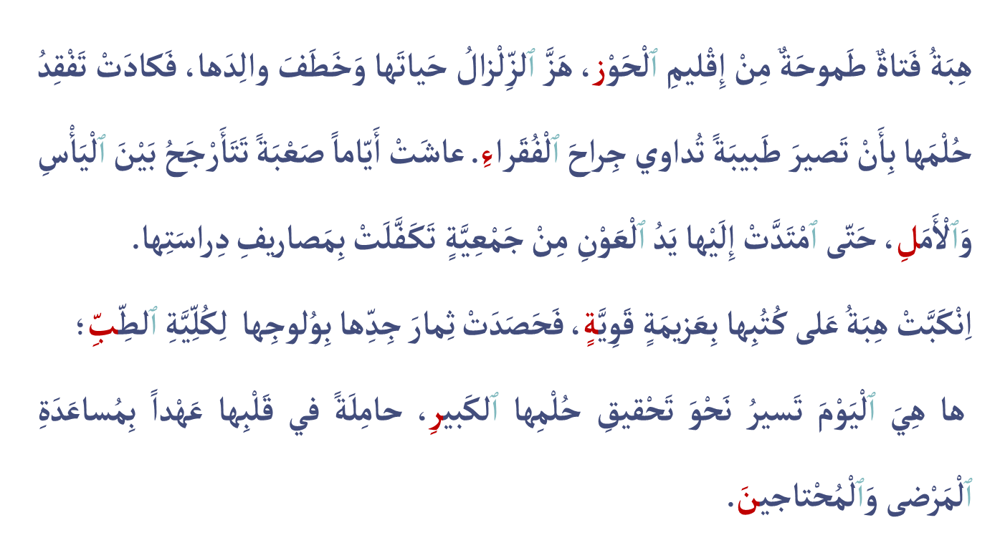 هِبَةُ فَتاةٌ طَموحَةٌ مِنْ إِقْليمِ ٱلْحَوْز، هَزَّ ٱلزِّلْزالُ حَياتَها وَخَطَفَ والِدَها، فَكادَتْ تَفْقِدُ
حُلْمَها بِأَنْ تَصيرَ طَبيبَةً تُداوي جِراحَ ٱلْفُقَراءِ. عاشَتْ أَيّاماً صَعْبَةً تَتَأَرْجَحُ بَيْنَ ٱلْيَأْسِ
وَٱلْأَمَلِ، حَتّى ٱمْتَدَّتْ إِلَيْها يَدُ ٱلْعَوْنِ مِنْ جَمْعِيَّةٍ تَكَفَّلَتْ بِمَصاريفِ دِراسَتِها.
اِنْكَبَّتْ هِبَةُ عَلى كُتُبِها بِعَزيمَةٍ قَوِيَّةٍ، فَحَصَدَتْ ثِمارَ جِدِّها بِوُلوجِها لِكُلِّيَّةِ ٱلطِّبِّ؛
ها هِيَ ٱلْيَوْمَ تَسيرُ نَحْوَ تَحْقيقِ حُلْمِها ٱلكَبيرِ، حامِلَةً في قَلْبِها عَهْداً بِمُساعَدَةِ
ٱلْمَرْضى وَٱلْمُحْتاجينَ.